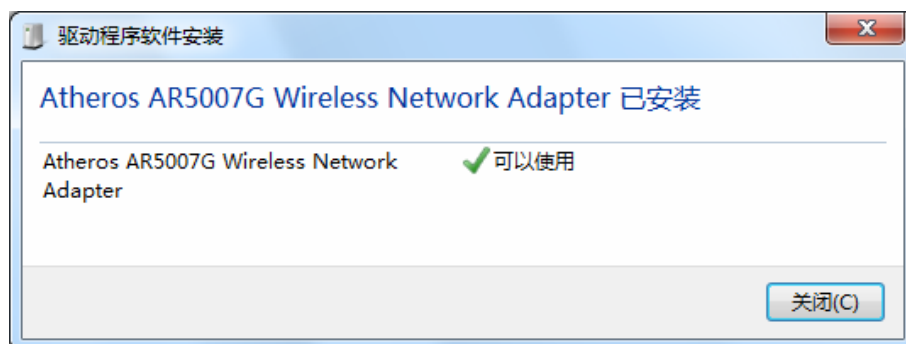 驱动程序软件安装
Atheros AR5007G Wireless Network Adapter 已安装
Atheros AR5007G Wireless Network
Adapter
可以使用
关闭(C)